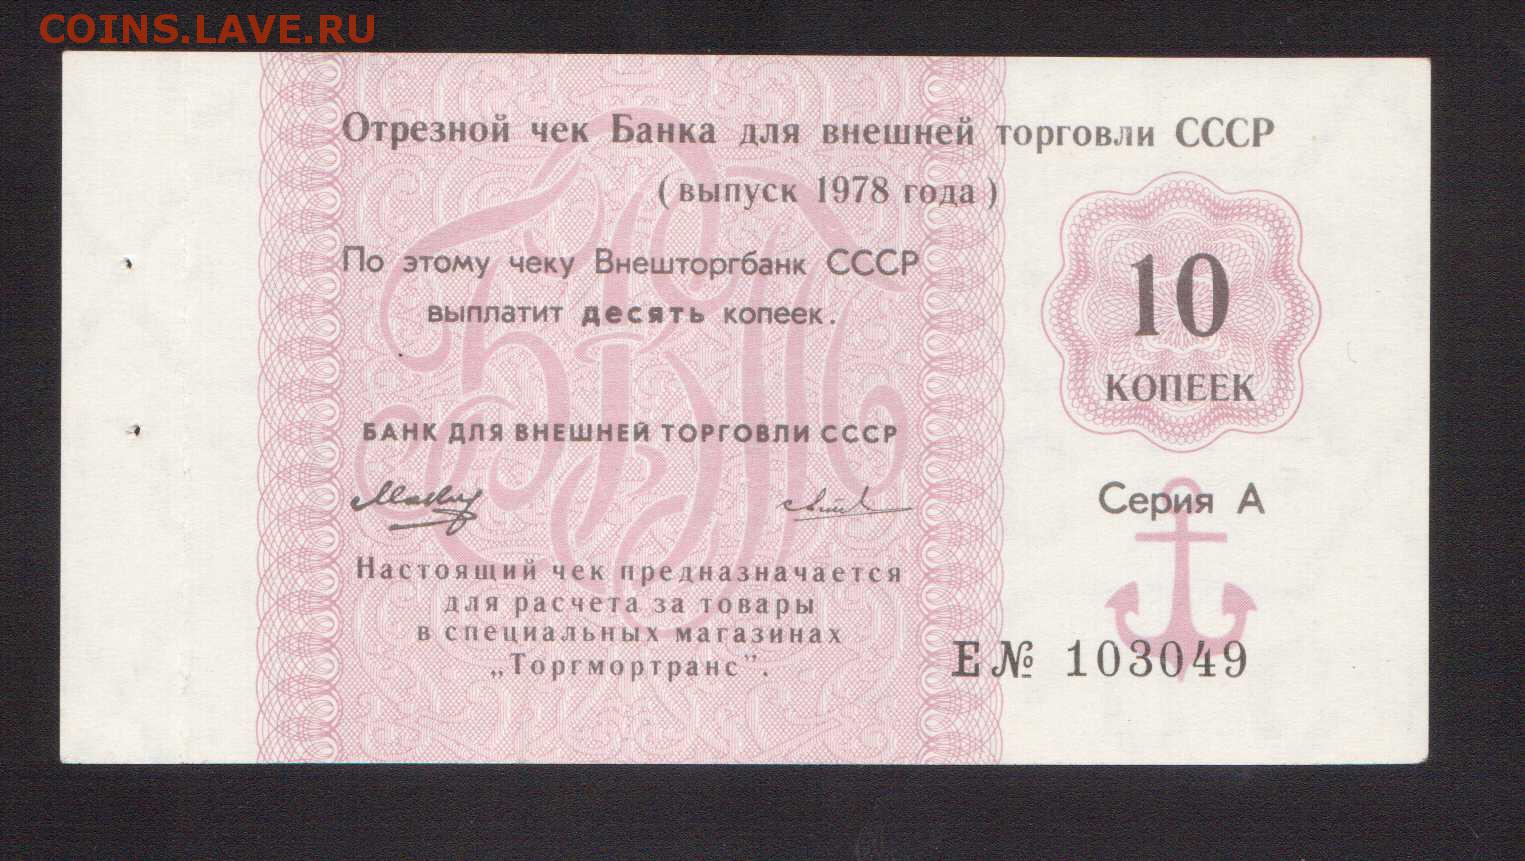 COINS.LAVE.RU
Отрезной чек Банка для внешней торговли СССР
( выпуск 1978 года )
По этому чеку Внешторгбанк СССР
выплатит десять копеек.
10
КОПЕЕК
БАНК ДЛЯ ВНЕШНЕЙ ТОРГОВЛИ СССР
Серия А
Настоящий чек предназначается
для расчета за товары
в специальных магазинах
„Торгмортранс".
Е № 103049